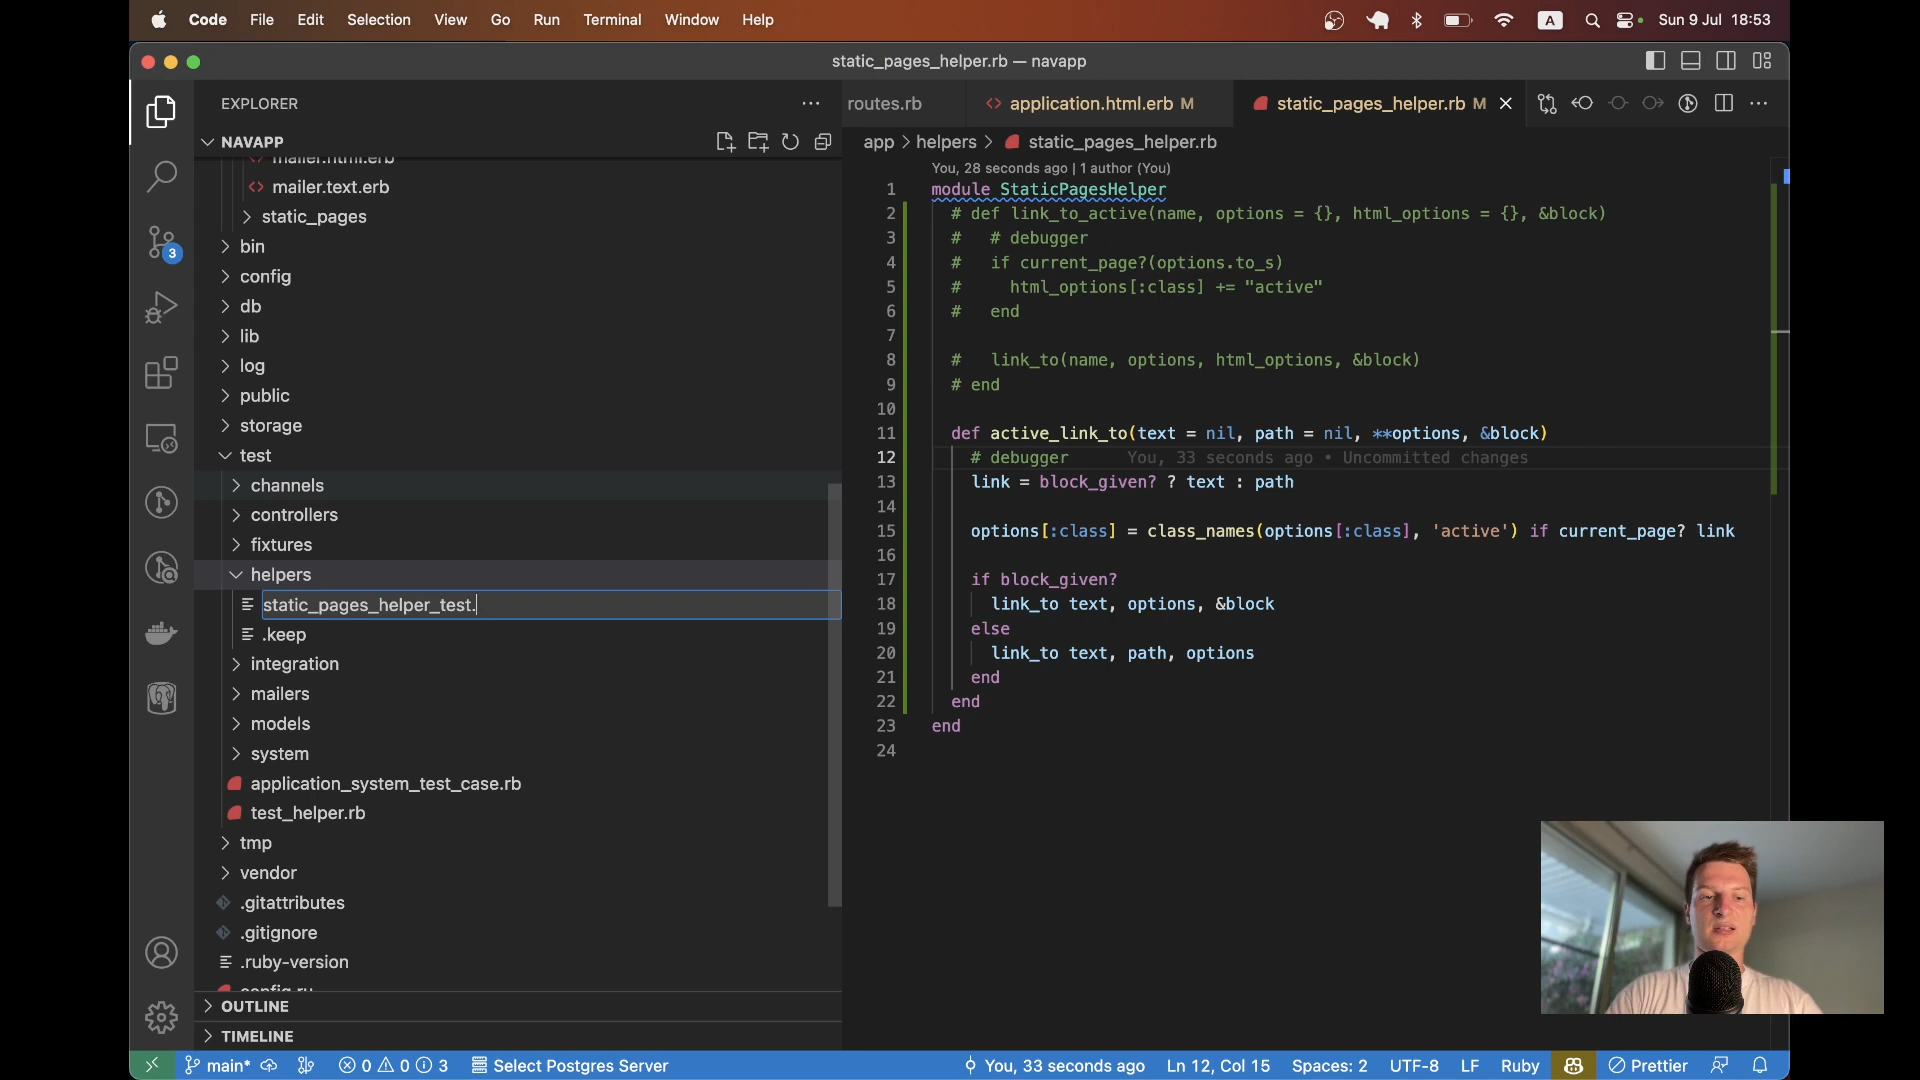 Code File Edit Selection View Go Run Terminal Window Help
A Sun 9 Jul 18:53
static_pages_helper.rb — navapp
EXPLORER
NAVAPP
mailer.html.erb
mailer.text.erb
static_pages
bin
config
db
lib
log
public
storage
test
channels
controllers
fixtures
helpers
static_pages_helper_test.
.keep
integration
mailers
models
system
application_system_test_case.rb
test_helper.rb
tmp
vendor
.gitattributes
.gitignore
.ruby-version
config.ru
OUTLINE
TIMELINE
3
routes.rb application.html.erb M static_pages_helper.rb M
app > helpers > static_pages_helper.rb
You, 28 seconds ago | 1 author (You)
1 module StaticPagesHelper
2 # def link_to_active(name, options = {}, html_options = {}, &block)
3 # # debugger
4 # if current_page?(options.to_s)
5 # html_options[:class] += "active"
6 # end
7
8 # link_to(name, options, html_options, &block)
9 # end
10
11 def active_link_to(text = nil, path = nil, **options, &block)
12 # debugger You, 33 seconds ago • Uncommitted changes
13 link = block_given? ? text : path
14
15 options[:class] = class_names(options[:class], 'active') if current_page? link
16
17 if block_given?
18 link_to text, options, &block
19 else
20 link_to text, path, options
21 end
22 end
23 end
24
main* 0 0 3 Select Postgres Server You, 33 seconds ago Ln 12, Col 15 Spaces: 2 UTF-8 LF Ruby Prettier